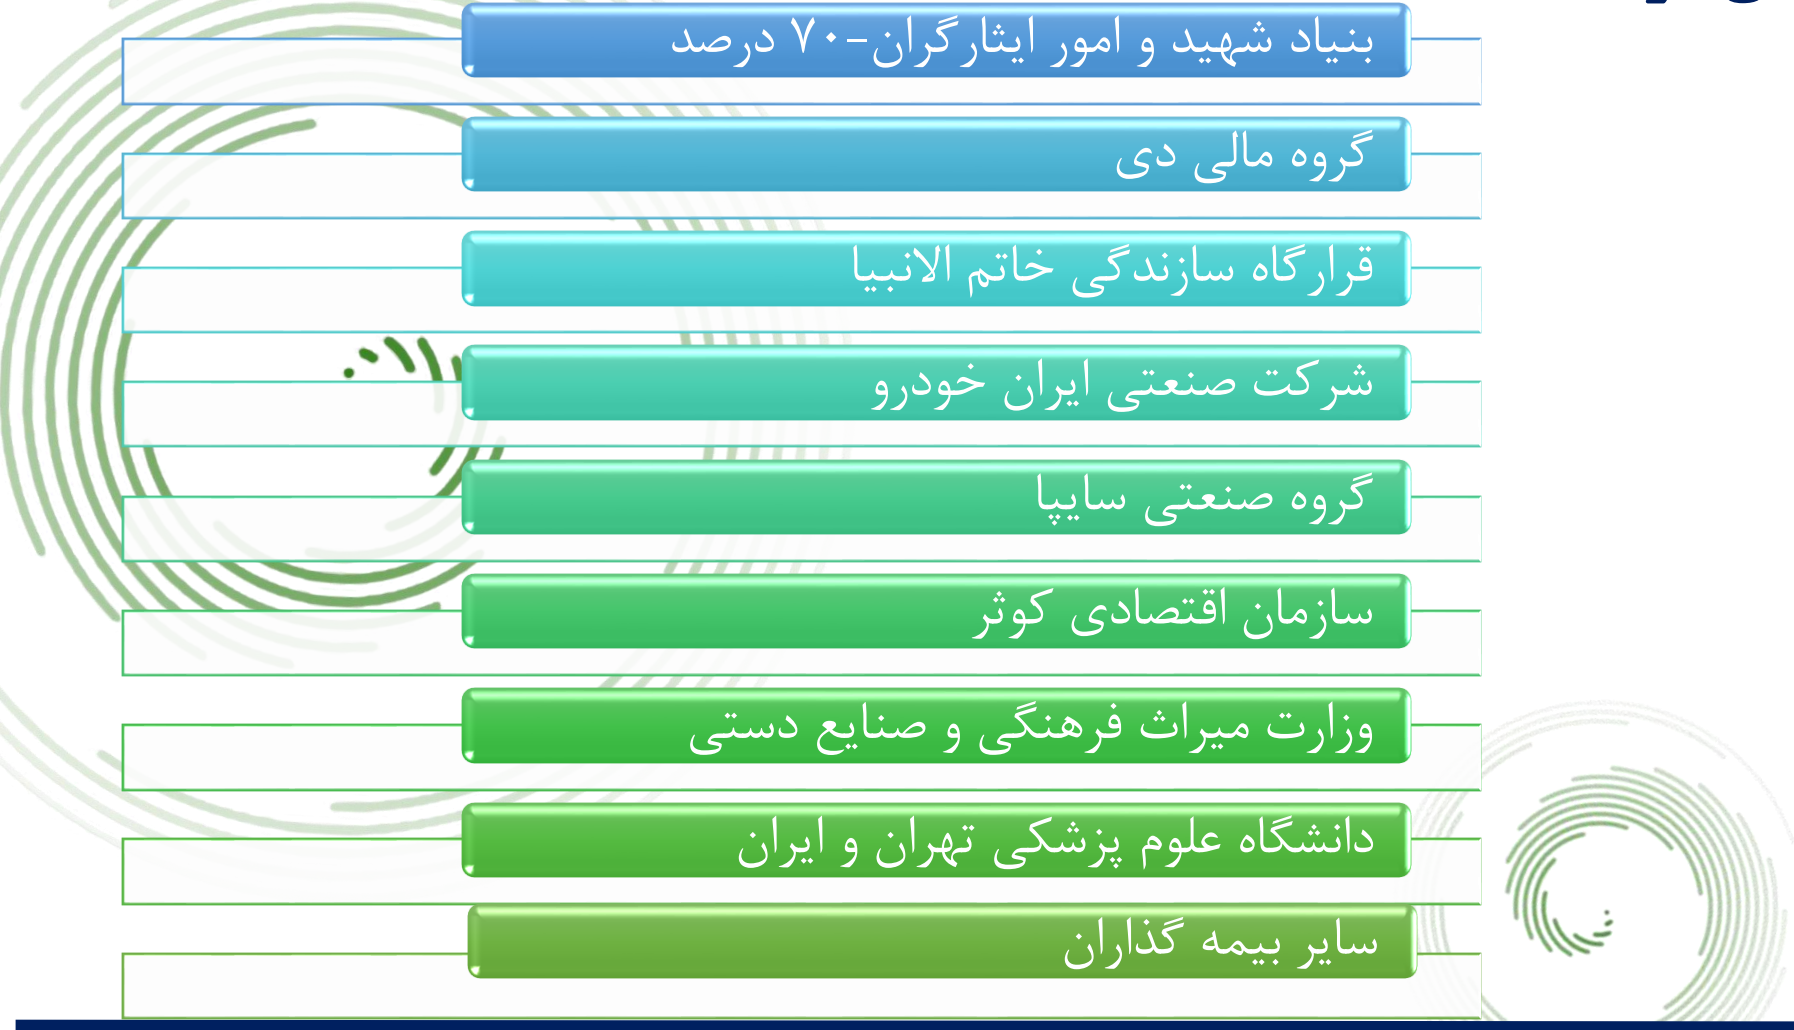 بنیاد شهید و امور ایثارگران-۷۰ درصد
گروه مالی دی
قرارگاه سازندگی خاتم الانبیا
شرکت صنعتی ایران خودرو
گروه صنعتی سایپا
سازمان اقتصادی کوثر
وزارت میراث فرهنگی و صنایع دستی
دانشگاه علوم پزشکی تهران و ایران
سایر بیمه گذاران